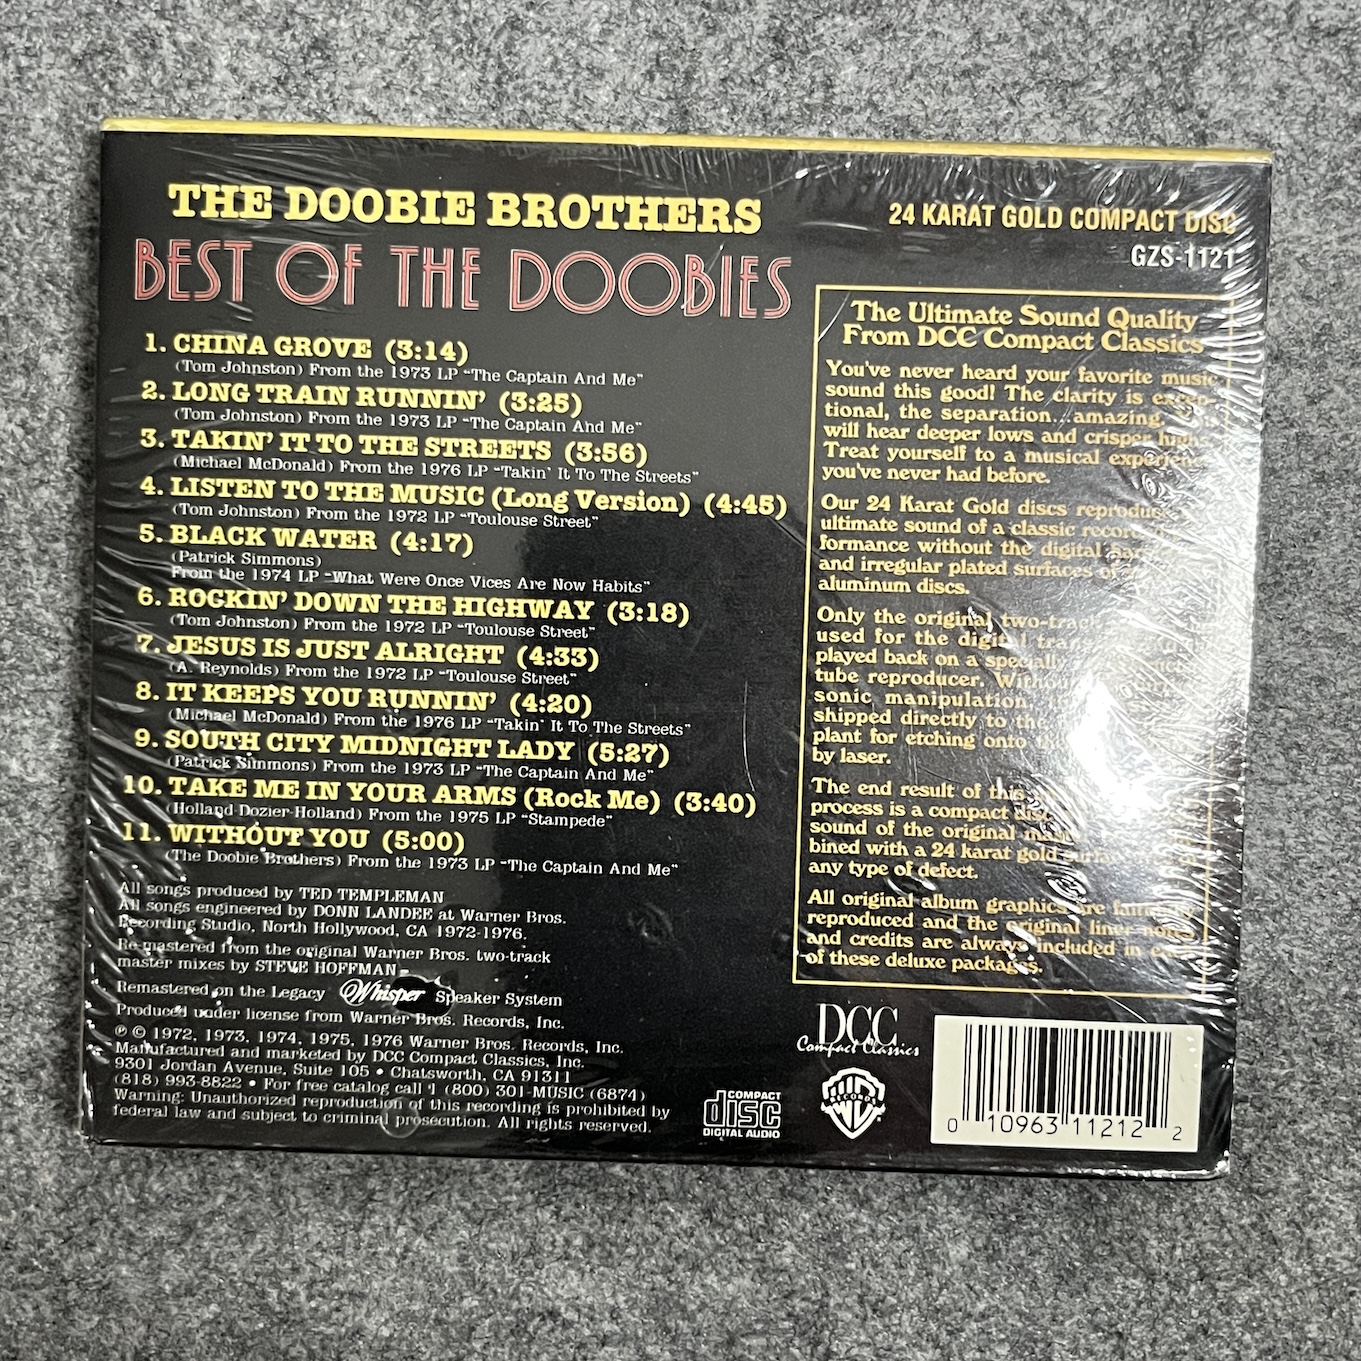 THE DOOBIE BROTHERS
BEST OF THE DOOBIES
1. CHINA GROVE (3:14)
(Tom Johnston) From the 1973 LP "The Captain And Me"
2. LONG TRAIN RUNNIN' (3:25)
(Tom Johnston) From the 1973 LP "The Captain And Me"
3. TAKIN' IT TO THE STREETS (3:56)
(Michael McDonald) From the 1976 LP "Takin' It To The Streets"
4. LISTEN TO THE MUSIC (Long Version) (4:45)
(Tom Johnston) From the 1972 LP "Toulouse Street"
5. BLACK WATER (4:17)
(Patrick Simmons)
From the 1974 LP "What Were Once Vices Are Now Habits"
6. ROCKIN' DOWN THE HIGHWAY (3:18)
(Tom Johnston) From the 1972 LP "Toulouse Street"
7. JESUS IS JUST ALRIGHT (4:33)
(A. Reynolds) From the 1972 LP "Toulouse Street"
8. IT KEEPS YOU RUNNIN' (4:20)
(Michael McDonald) From the 1976 LP "Takin' It To The Streets"
9. SOUTH CITY MIDNIGHT LADY (5:27)
(Patrick Simmons) From the 1973 LP "The Captain And Me"
10. TAKE ME IN YOUR ARMS (Rock Me) (3:40)
(Holland-Dozier-Holland) From the 1975 LP "Stampede"
11. WITHOUT YOU (5:00)
(The Doobie Brothers) From the 1973 LP "The Captain And Me"
All songs produced by TED TEMPLEMAN
All songs engineered by DONN LANDEE at Warner Bros.
Recording Studio, North Hollywood, CA 1972-1976.
Re-mastered from the original Warner Bros. two-track
master mixes by STEVE HOFFMAN
Remastered on the Legacy Whisper Speaker System
Produced under license from Warner Bros. Records, Inc.
℗ © 1972, 1973, 1974, 1975, 1976 Warner Bros. Records, Inc.
Manufactured and marketed by DCC Compact Classics, Inc.
9301 Jordan Avenue, Suite 105 • Chatsworth, CA 91311
(818) 993-8822 • For free catalog call 1 (800) 301-MUSIC (6874)
Warning: Unauthorized reproduction of this recording is prohibited by
federal law and subject to criminal prosecution. All rights reserved.
24 KARAT GOLD COMPACT DISC
GZS-1121
The Ultimate Sound Quality
From DCC Compact Classics
You've never heard your favorite music
sound this good! The clarity is excep-
tional, the separation...amazing.
will hear deeper lows and crisper highs.
Treat yourself to a musical experience
you've never had before.
Our 24 Karat Gold discs reproduce
ultimate sound of a classic recor
formance without the digital
and irregular plated surfaces of
aluminum discs.
Only the original two-track
used for the digital
played back on a specially
tube reproducer. Without
sonic manipulation,
shipped directly to the
plant for etching onto
by laser.
The end result of this
process is a compact disc
sound of the original
bined with a 24 karat gold
any type of defect.
All original album graphics are faithfully
reproduced and the original liner notes
and credits are always included in
of these deluxe packages.
DCC
Compact Classics
COMPACT
disc
DIGITAL AUDIO
WB
RECORDS
0 10963 11212 2